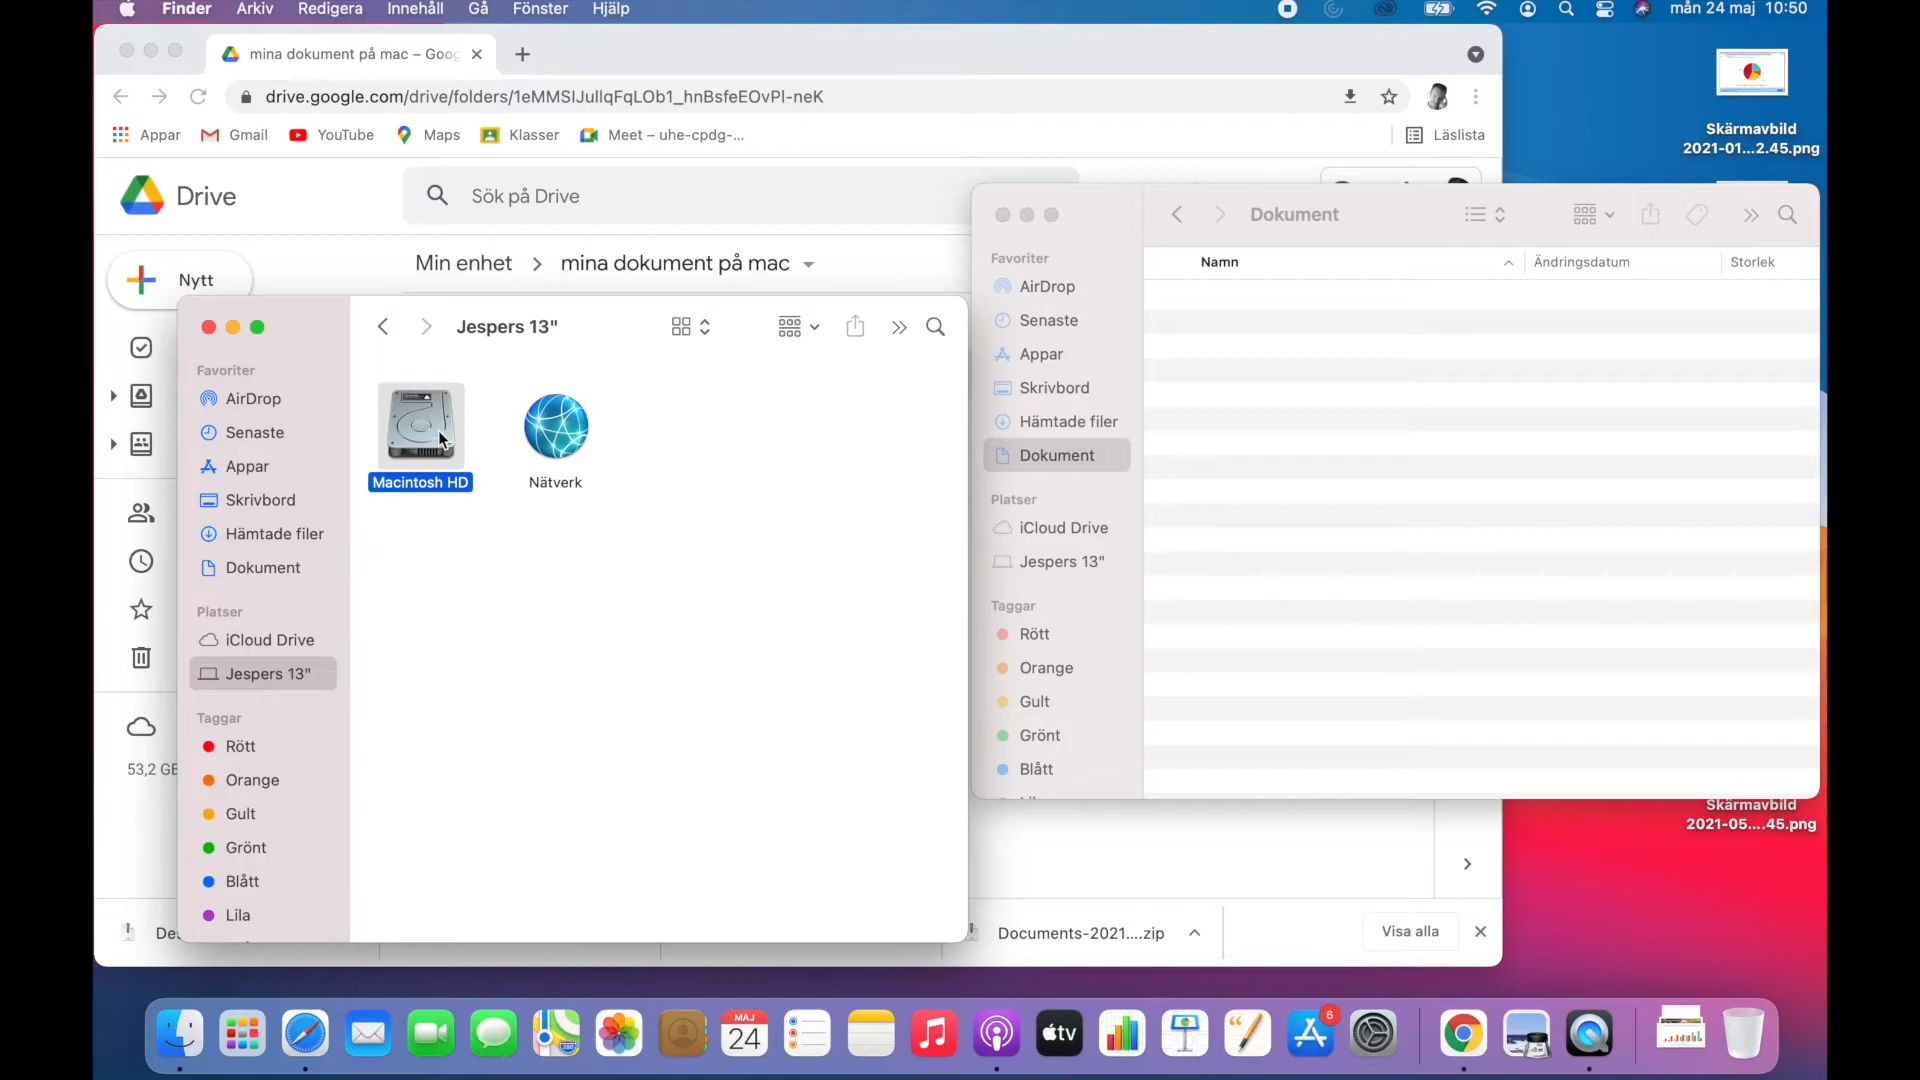 Finder Arkiv Redigera Innehåll Gå Fönster Hjälp
mån 24 maj 10:50
mina dokument på mac – Goog
drive.google.com/drive/folders/1eMMSIJullqFqLOb1_hnBsfeEOvPI-neK
Appar Gmail YouTube Maps Klasser Meet – uhe-cpdg-... Läslista
Drive
Sök på Drive
Min enhet mina dokument på mac
Nytt
53,2 GB
Jespers 13"
Favoriter
AirDrop
Senaste
Appar
Skrivbord
Hämtade filer
Dokument
Platser
iCloud Drive
Jespers 13"
Taggar
Rött
Orange
Gult
Grönt
Blått
Lila
Macintosh HD
Nätverk
Dokument
Favoriter
AirDrop
Senaste
Appar
Skrivbord
Hämtade filer
Dokument
Platser
iCloud Drive
Jespers 13"
Taggar
Rött
Orange
Gult
Grönt
Blått
Namn Ändringsdatum Storlek
Skärmavbild
2021-01...2.45.png
Skärmavbild
2021-05....45.png
Documents-2021....zip
Visa alla
MAJ
24
280
tv
6